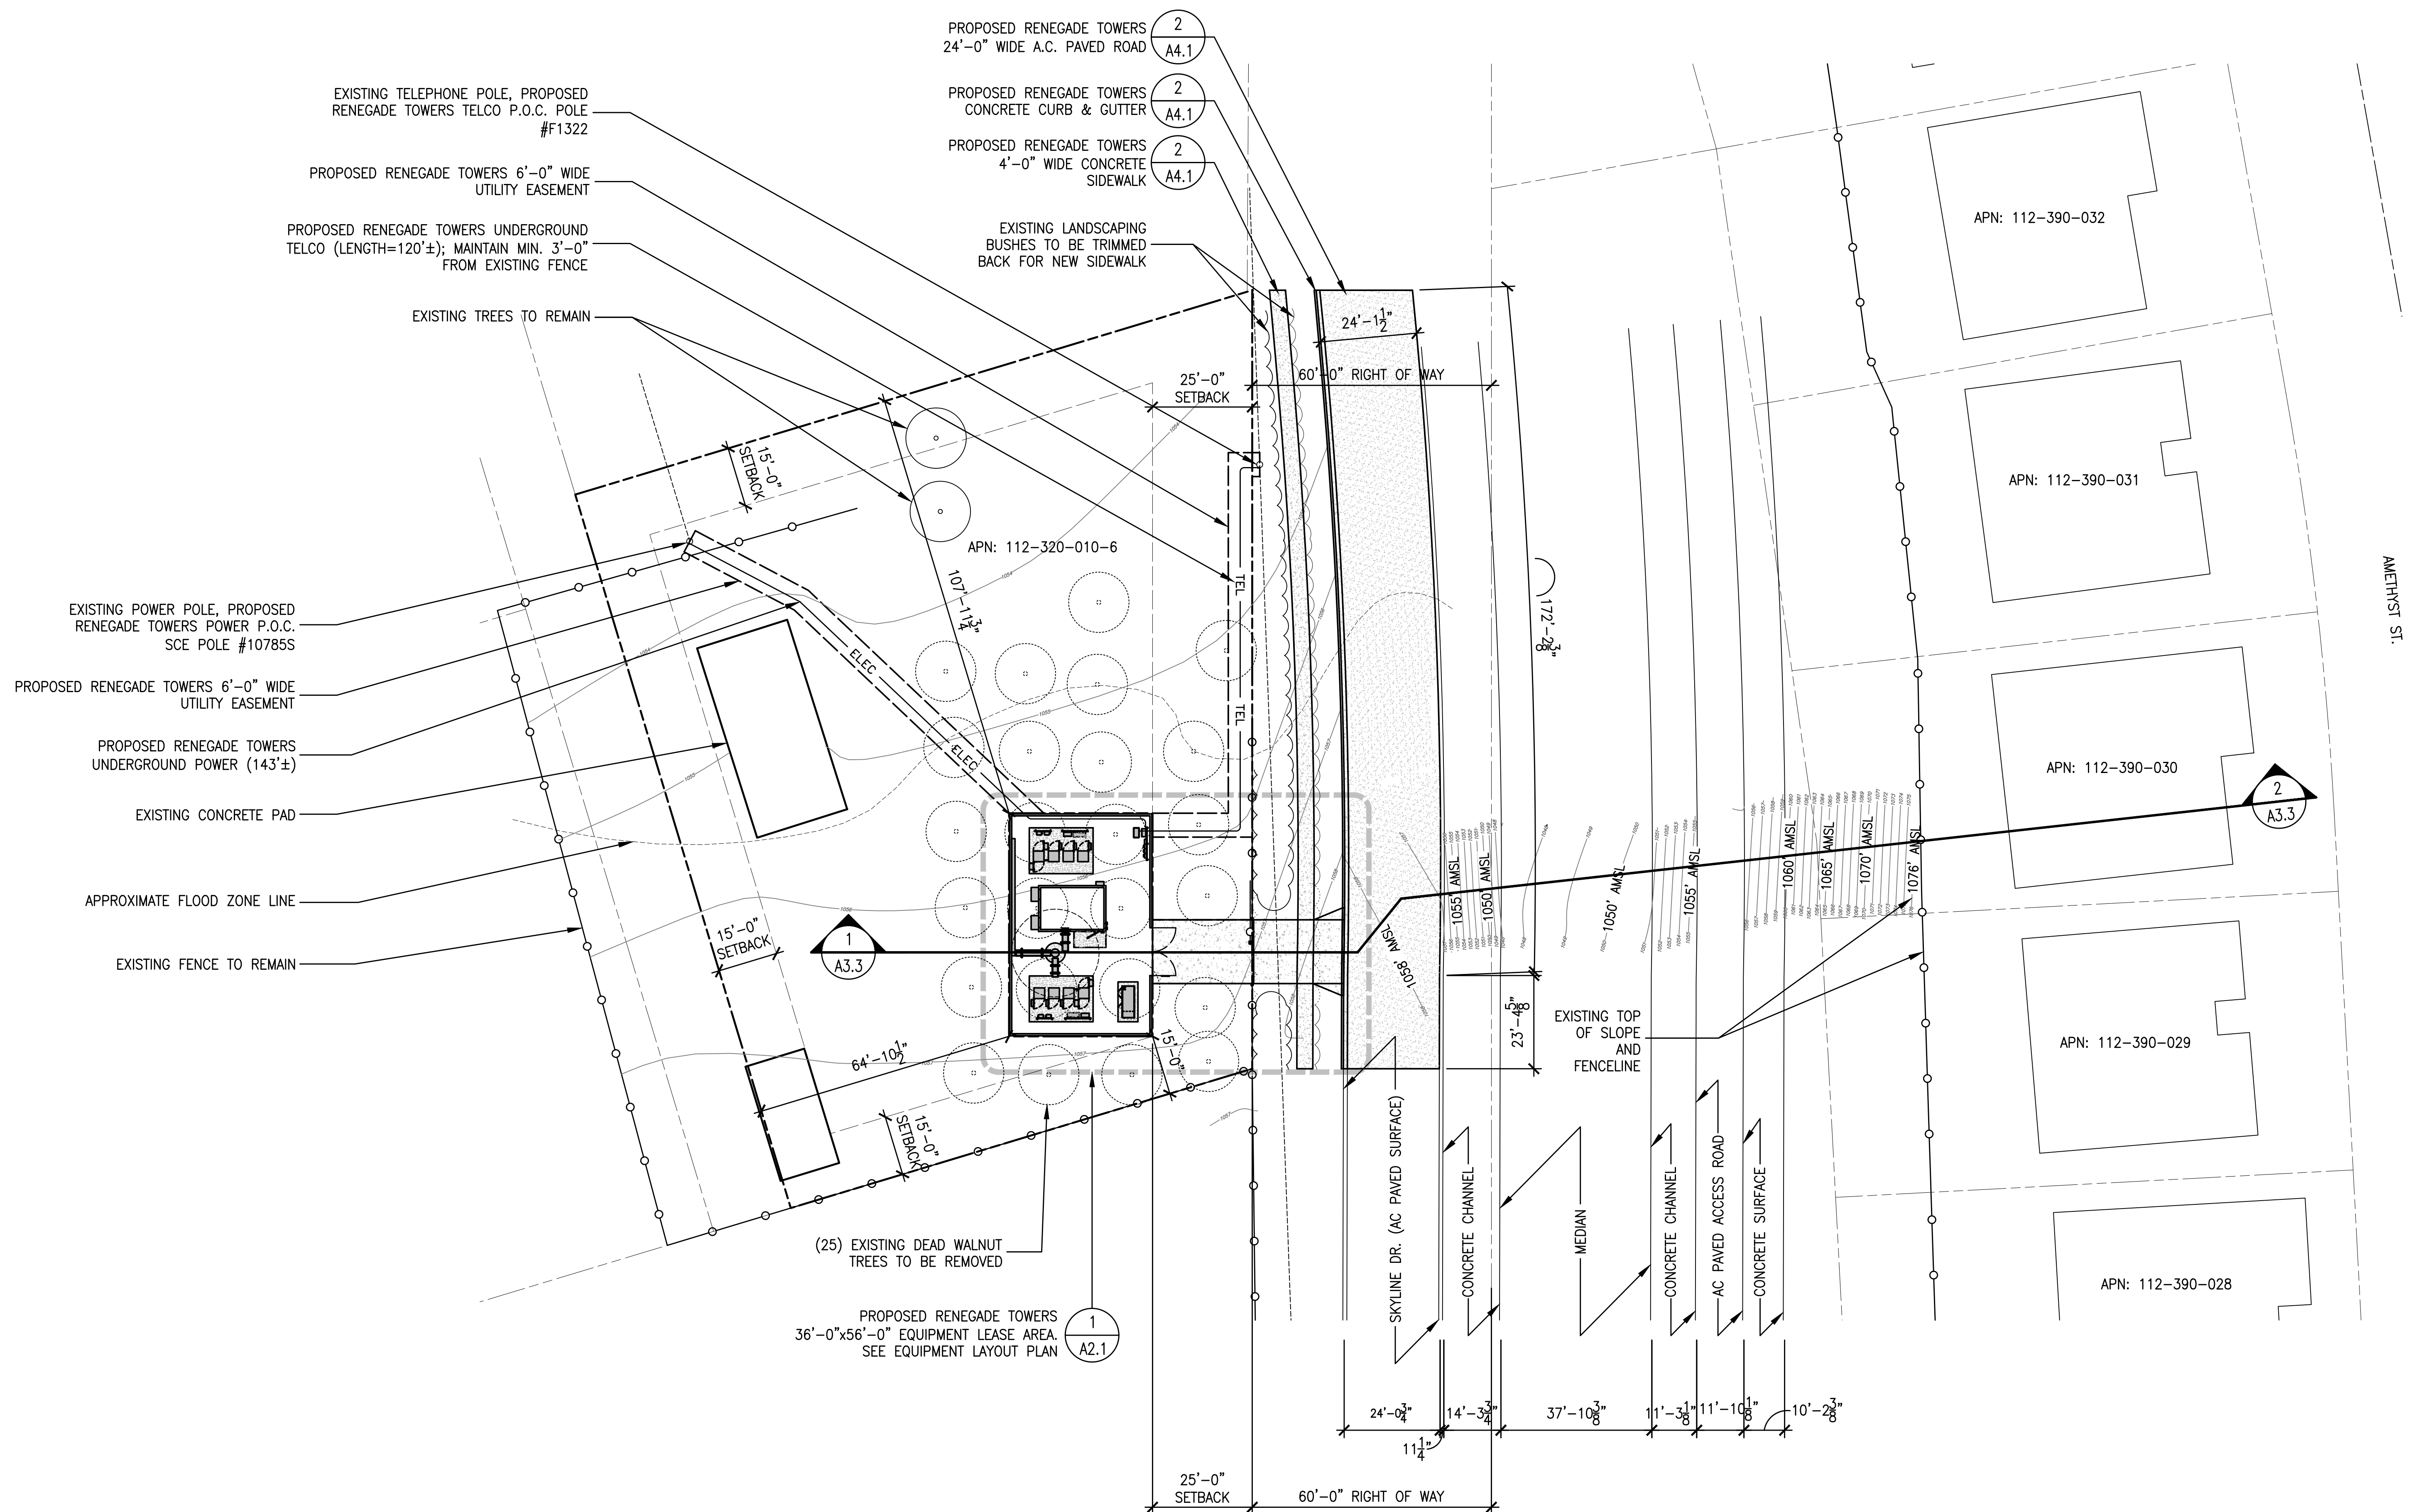 PROPOSED RENEGADE TOWERS
24'-0" WIDE A.C. PAVED ROAD
2
A4.1
PROPOSED RENEGADE TOWERS
CONCRETE CURB & GUTTER
2
A4.1
PROPOSED RENEGADE TOWERS
4'-0" WIDE CONCRETE
SIDEWALK
2
A4.1
EXISTING LANDSCAPING
BUSHES TO BE TRIMMED
BACK FOR NEW SIDEWALK
EXISTING TELEPHONE POLE, PROPOSED
RENEGADE TOWERS TELCO P.O.C. POLE
#F1322
PROPOSED RENEGADE TOWERS 6'-0" WIDE
UTILITY EASEMENT
PROPOSED RENEGADE TOWERS UNDERGROUND
TELCO (LENGTH=120'±); MAINTAIN MIN. 3'-0"
FROM EXISTING FENCE
EXISTING TREES TO REMAIN
EXISTING POWER POLE, PROPOSED
RENEGADE TOWERS POWER P.O.C.
SCE POLE #10785S
PROPOSED RENEGADE TOWERS 6'-0" WIDE
UTILITY EASEMENT
PROPOSED RENEGADE TOWERS
UNDERGROUND POWER (143'±)
EXISTING CONCRETE PAD
APPROXIMATE FLOOD ZONE LINE
EXISTING FENCE TO REMAIN
(25) EXISTING DEAD WALNUT
TREES TO BE REMOVED
PROPOSED RENEGADE TOWERS
36'-0"x56'-0" EQUIPMENT LEASE AREA.
SEE EQUIPMENT LAYOUT PLAN
1
A2.1
24'-1 1/2"
25'-0"
SETBACK
60'-0" RIGHT OF WAY
15'-0"
SETBACK
107'-11 3/4"
APN: 112-320-010-6
TEL
TEL
ELEC
ELEC
15'-0"
SETBACK
1
A3.3
64'-10 1/2"
15'-0"
15'-0"
SETBACK
172'-2 3/8"
23'-4 5/8"
1058' AMSL
1055' AMSL
1050' AMSL
1050' AMSL
1055' AMSL
1060' AMSL
1065' AMSL
1070' AMSL
1076' AMSL
2
A3.3
EXISTING TOP
OF SLOPE
AND
FENCELINE
APN: 112-390-032
APN: 112-390-031
APN: 112-390-030
APN: 112-390-029
APN: 112-390-028
AMETHYST ST.
SKYLINE DR. (AC PAVED SURFACE)
CONCRETE CHANNEL
MEDIAN
CONCRETE CHANNEL
AC PAVED ACCESS ROAD
CONCRETE SURFACE
24'-0 3/4"
11 1/4"
14'-3 3/4"
37'-10 3/8"
11'-3 1/8"
11'-10 1/8"
10'-2 3/8"
25'-0"
SETBACK
60'-0" RIGHT OF WAY